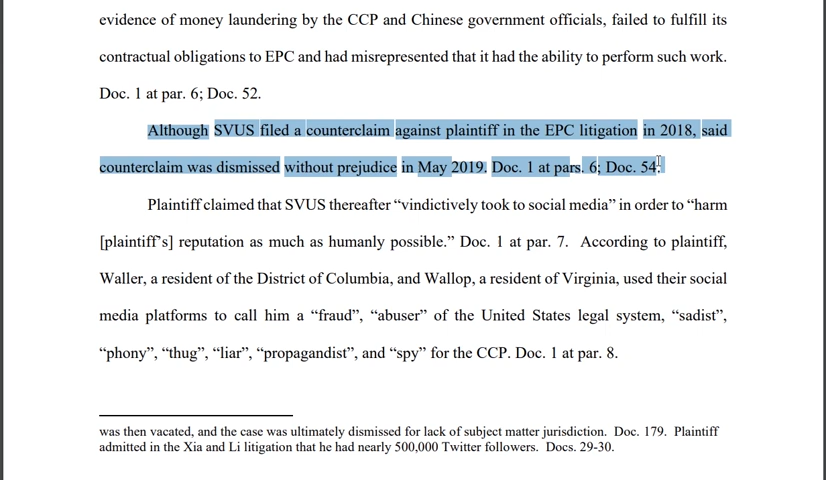 evidence of money laundering by the CCP and Chinese government officials, failed to fulfill its
contractual obligations to EPC and had misrepresented that it had the ability to perform such work.
Doc. 1 at par. 6; Doc. 52.
Although SVUS filed a counterclaim against plaintiff in the EPC litigation in 2018, said
counterclaim was dismissed without prejudice in May 2019. Doc. 1 at pars. 6; Doc. 54.
Plaintiff claimed that SVUS thereafter “vindictively took to social media” in order to “harm
[plaintiff’s] reputation as much as humanly possible.” Doc. 1 at par. 7. According to plaintiff,
Waller, a resident of the District of Columbia, and Wallop, a resident of Virginia, used their social
media platforms to call him a “fraud”, “abuser” of the United States legal system, “sadist”,
“phony”, “thug”, “liar”, “propagandist”, and “spy” for the CCP. Doc. 1 at par. 8.
was then vacated, and the case was ultimately dismissed for lack of subject matter jurisdiction. Doc. 179. Plaintiff
admitted in the Xia and Li litigation that he had nearly 500,000 Twitter followers. Docs. 29-30.